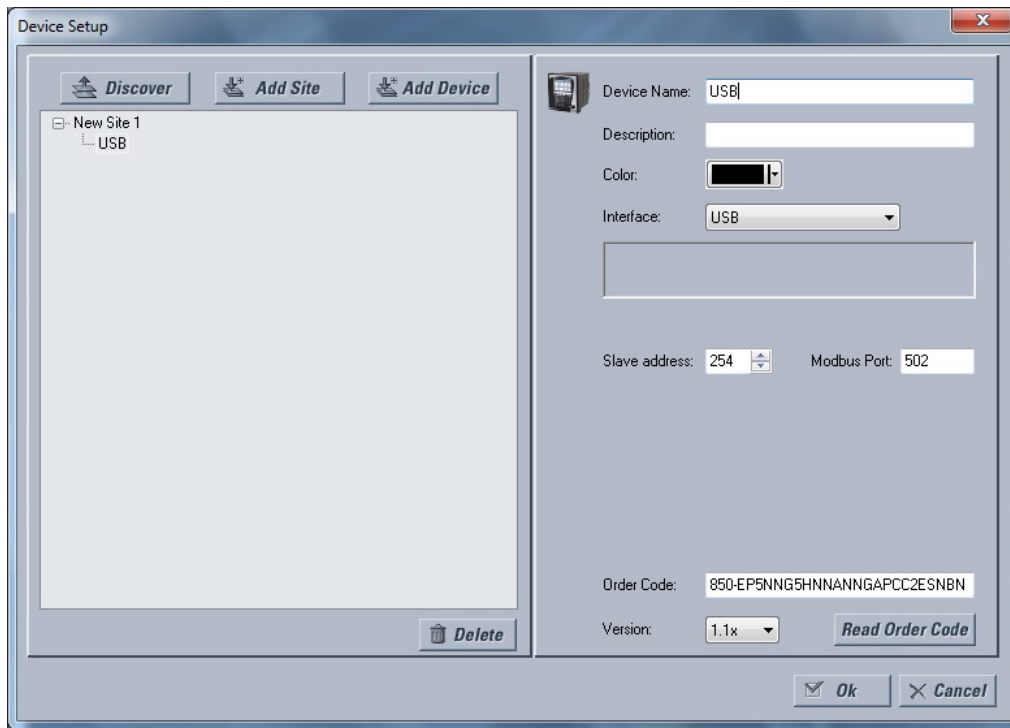 Device Setup
Discover
Add Site
Add Device
New Site 1
USB
Delete
Device Name: USB
Description:
Color:
Interface: USB
Slave address: 254 Modbus Port: 502
Order Code: 850-EP5NNG5HNNANNGAPCC2ESNBN
Version: 1.1x Read Order Code
Ok Cancel